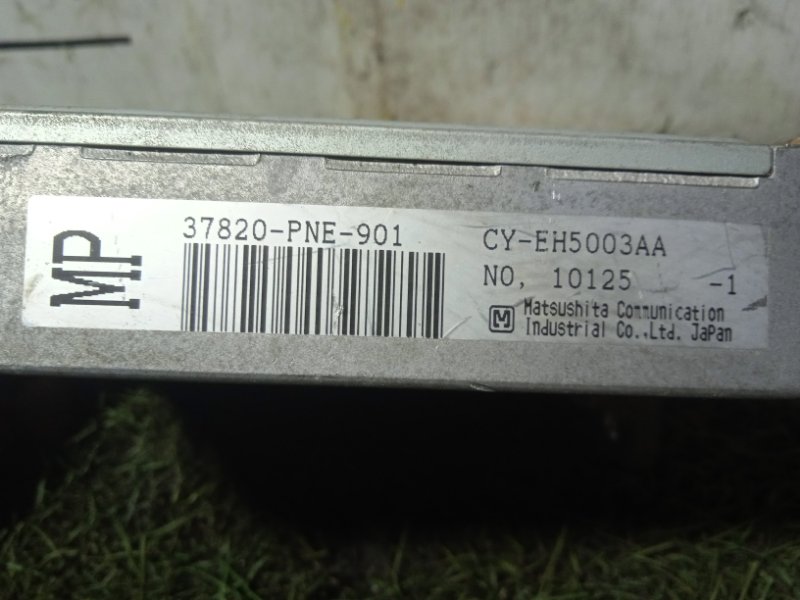 MP
37820-PNE-901
CY-EH5003AA
NO, 10125 -1
M Matsushita Communication
Industrial Co.,Ltd. JaPan